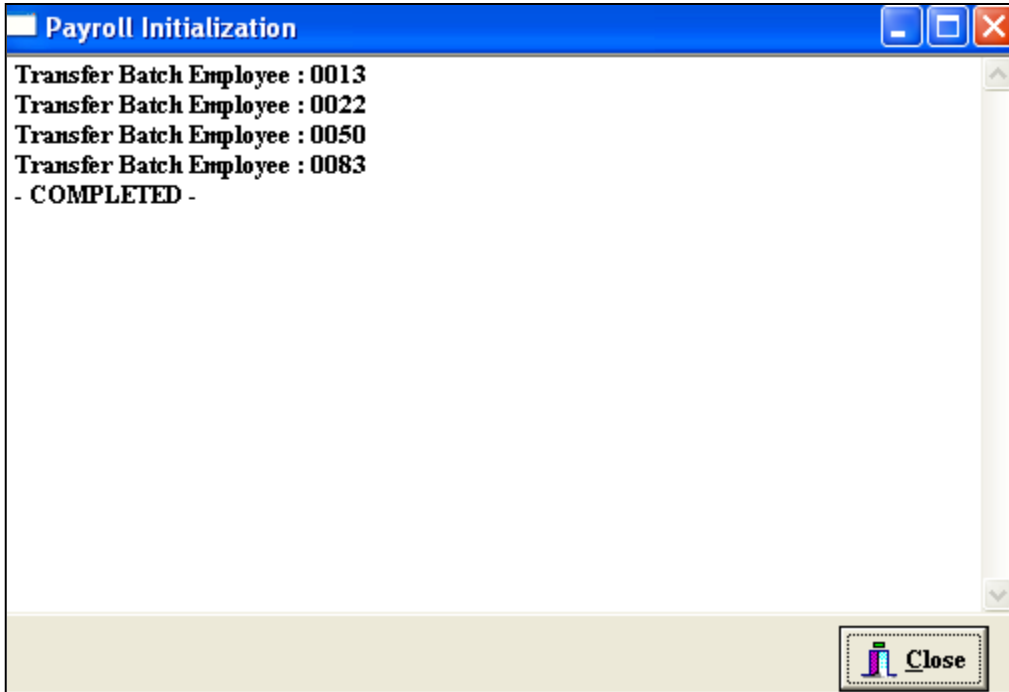 Payroll Initialization
Transfer Batch Employee : 0013
Transfer Batch Employee : 0022
Transfer Batch Employee : 0050
Transfer Batch Employee : 0083
- COMPLETED -
Close